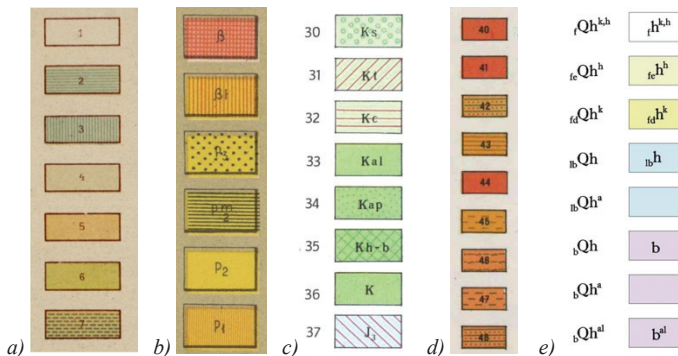 a)
1
2
3
4
5
6
7
b)
β
P₂
P₁
c)
30 Ks
31 Kt
32 Kc
33 Kal
34 Kap
35 Kh-b
36 K
37 J₃
d)
40
41
42
43
44
45
46
47
48
e)
fQhk,h fhk,h
feQhh fehh
fdQhk fdhk
lbQh lbh
lbQha
bQh b
bQha
bQhal bal